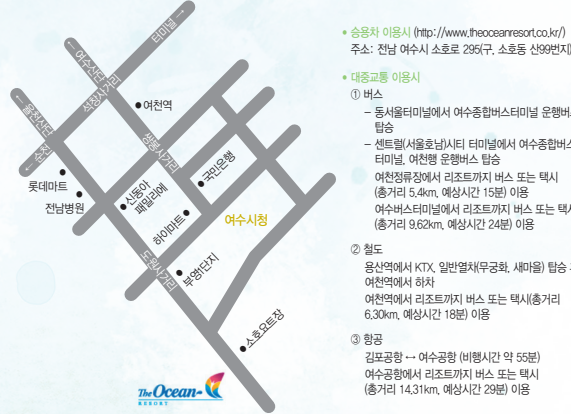 터미널 →
← 여수산단
석창사거리
← 율천산단
← 순천
• 여천역
쌍봉사거리
롯데마트
전남병원
신동아
패밀리에
국민은행
하이마트
여수시청
도원사거리
부영1단지
소호요트장
The Ocean
RESORT
• 승용차 이용시 (http://www.theoceanresort.co.kr/)
주소: 전남 여수시 소호로 295(구, 소호동 산99번지)
• 대중교통 이용시
① 버스
– 동서울터미널에서 여수종합버스터미널 운행버스
탑승
– 센트럴(서울호남)시티 터미널에서 여수종합버스
터미널, 여천행 운행버스 탑승
여천정류장에서 리조트까지 버스 또는 택시
(총거리 5.4km, 예상시간 15분) 이용
여수버스터미널에서 리조트까지 버스 또는 택시
(총거리 9.62km, 예상시간 24분) 이용
② 철도
용산역에서 KTX, 일반열차(무궁화, 새마을) 탑승
여천역에서 하차
여천역에서 리조트까지 버스 또는 택시(총거리
6.30km, 예상시간 18분) 이용
③ 항공
김포공항 ↔ 여수공항 (비행시간 약 55분)
여수공항에서 리조트까지 버스 또는 택시
(총거리 14.31km, 예상시간 29분) 이용